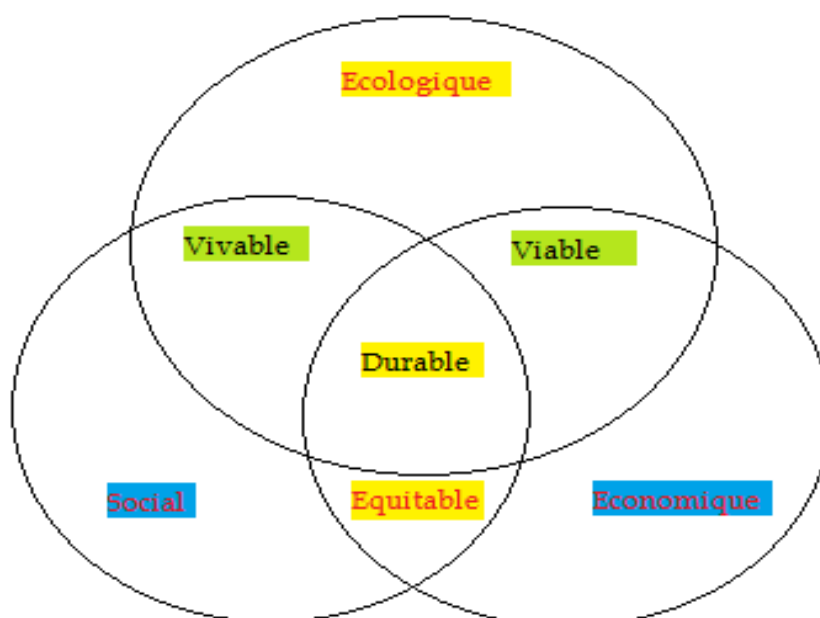 Ecologique
Vivable
Viable
Durable
Social
Equitable
Economique